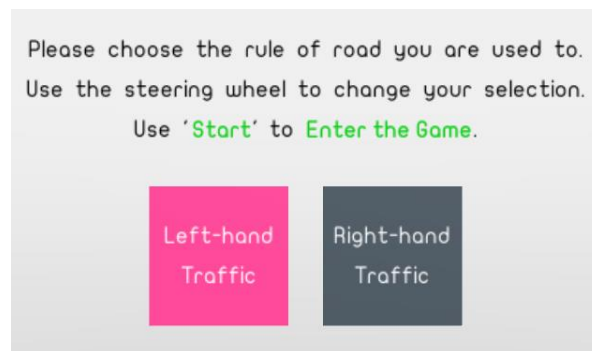 Please choose the rule of road you are used to.
Use the steering wheel to change your selection.
Use ´Start´ to Enter the Game.
Left-hand
Traffic
Right-hand
Traffic